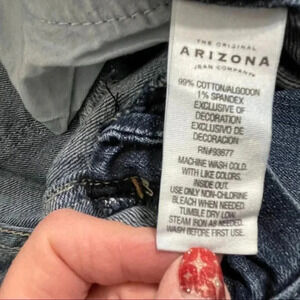 THE ORIGINAL
ARIZONA
JEAN COMPANY
99% COTTON/ALGODON
1% SPANDEX
EXCLUSIVE OF
DECORATION
EXCLUSIVO DE
DECORACION
RN#93677
MACHINE WASH COLD.
WITH LIKE COLORS.
INSIDE OUT.
USE ONLY NON-CHLORINE
BLEACH WHEN NEEDED.
TUMBLE DRY LOW.
STEAM IRON AS NEEDED.
WASH BEFORE FIRST USE.